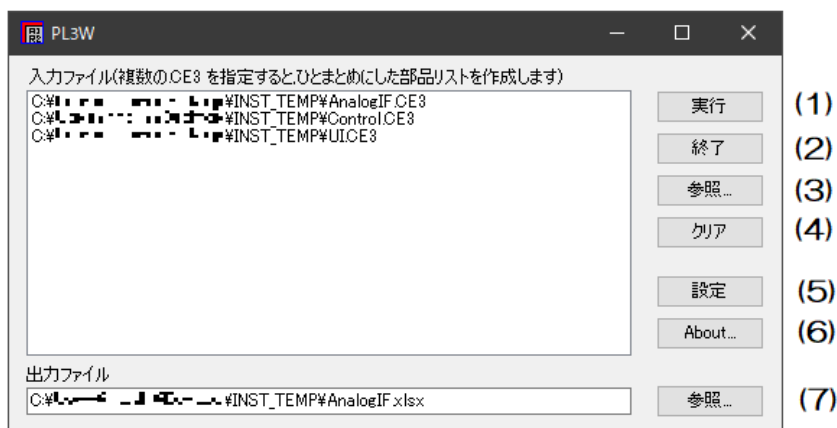 PL3W
入力ファイル(複数の.CE3 を指定すると,ひとまとめにした部品リストを作成します)
C:¥ ¥INST_TEMP¥AnalogIF.CE3
C:¥ ¥INST_TEMP¥Control.CE3
C:¥ ¥INST_TEMP¥UI.CE3
実行 (1)
終了 (2)
参照... (3)
クリア (4)
設定 (5)
About... (6)
出力ファイル
C:¥ ¥INST_TEMP¥AnalogIF.xlsx 参照... (7)